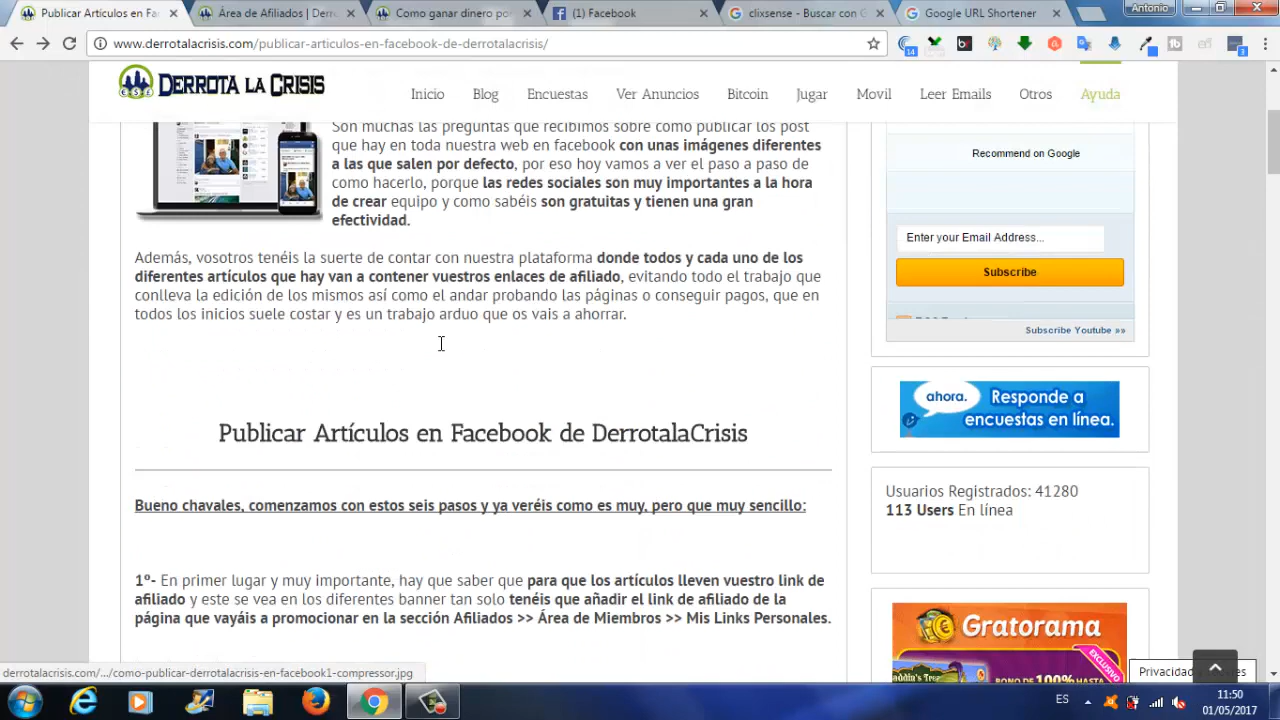 Publicar Artículos en Fa
Área de Afiliados | Derro
Como ganar dinero por
(1) Facebook
clixsense - Buscar con G
Google URL Shortener
Antonio
www.derrotalacrisis.com/publicar-articulos-en-facebook-de-derrotalacrisis/
14
3
DERROTA LA CRISIS
Inicio
Blog
Encuestas
Ver Anuncios
Bitcoin
Jugar
Movil
Leer Emails
Otros
Ayuda
Son muchas las preguntas que recibimos sobre como publicar los post
que hay en toda nuestra web en facebook con unas imágenes diferentes
a las que salen por defecto, por eso hoy vamos a ver el paso a paso de
como hacerlo, porque las redes sociales son muy importantes a la hora
de crear equipo y como sabéis son gratuitas y tienen una gran
efectividad.
Además, vosotros tenéis la suerte de contar con nuestra plataforma donde todos y cada uno de los
diferentes artículos que hay van a contener vuestros enlaces de afiliado, evitando todo el trabajo que
conlleva la edición de los mismos así como el andar probando las páginas o conseguir pagos, que en
todos los inicios suele costar y es un trabajo arduo que os vais a ahorrar.
Publicar Artículos en Facebook de DerrotalaCrisis
Bueno chavales, comenzamos con estos seis pasos y ya veréis como es muy, pero que muy sencillo:
1º- En primer lugar y muy importante, hay que saber que para que los artículos lleven vuestro link de
afiliado y este se vea en los diferentes banner tan solo tenéis que añadir el link de afiliado de la
página que vayáis a promocionar en la sección Afiliados >> Área de Miembros >> Mis Links Personales.
Recommend on Google
Enter your Email Address...
Subscribe
Subscribe Youtube »»
ahora.
Responde a
encuestas en línea.
Usuarios Registrados: 41280
113 Users En línea
Gratorama
EXCLUSIVO
BONO DE 100% HASTA
Privacidad y cookies
derrotalacrisis.com/.../como-publicar-derrotalacrisis-en-facebook1-compressor.jpg
ES
11:50
01/05/2017